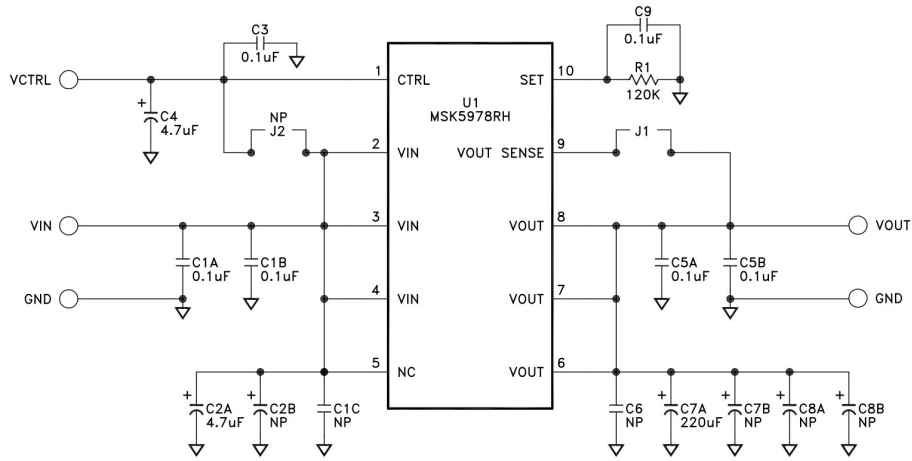 C3
0.1uF
C9
0.1uF
VCTRL
1
CTRL
SET
10
R1
120K
U1
MSK5978RH
+
C4
4.7uF
NP
J2
2
VIN
VOUT SENSE
9
J1
VIN
3
VIN
VOUT
8
VOUT
C1A
0.1uF
C1B
0.1uF
C5A
0.1uF
C5B
0.1uF
GND
4
VIN
VOUT
7
GND
5
NC
VOUT
6
+
C2A
4.7uF
+
C2B
NP
C1C
NP
C6
NP
+
C7A
220uF
+
C7B
NP
+
C8A
NP
+
C8B
NP